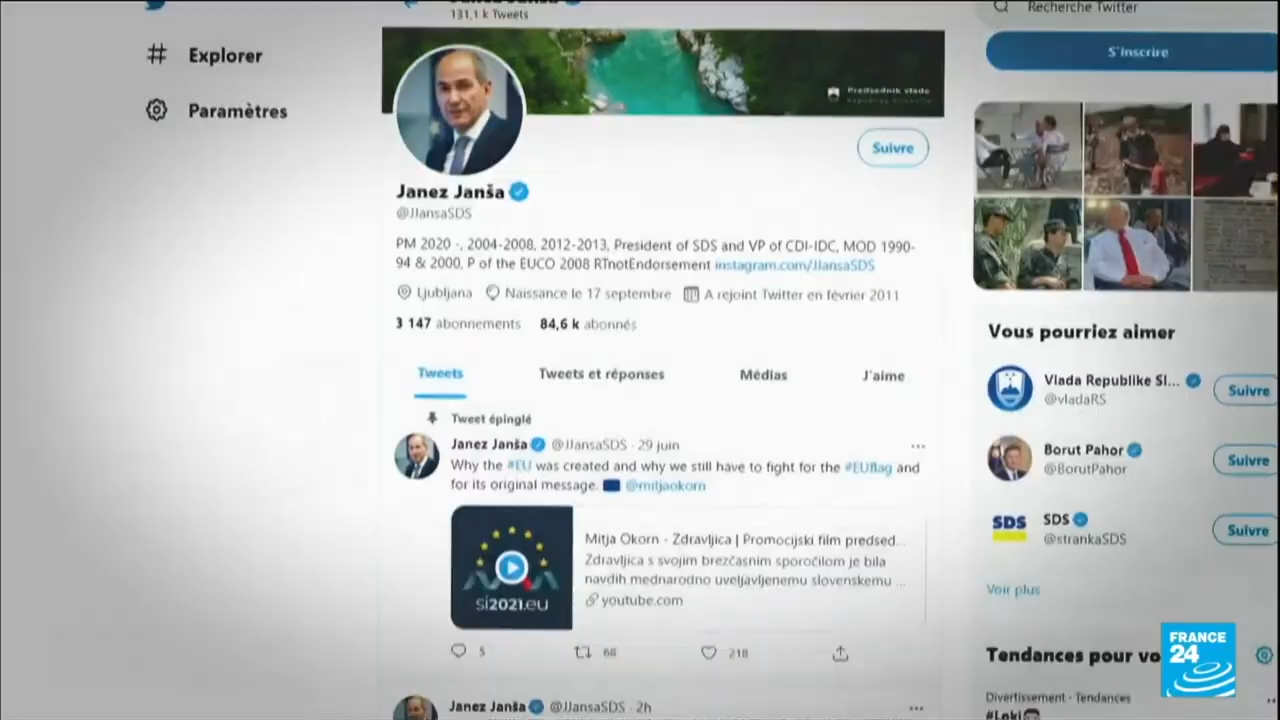 131,1 k Tweets
Recherche Twitter
Explorer
S'inscrire
Paramètres
Predsednik vlade
Suivre
Janez Janša
@JJansaSDS
PM 2020 -, 2004-2008, 2012-2013, President of SDS and VP of CDI-IDC, MOD 1990-
94 & 2000, P of the EUCO 2008 RTnotEndorsement instagram.com/JJansaSDS
Ljubljana Naissance le 17 septembre A rejoint Twitter en février 2011
3 147 abonnements 84,6 k abonnés
Tweets Tweets et réponses Médias J'aime
Tweet épinglé
Janez Janša @JJansaSDS · 29 juin
Why the #EU was created and why we still have to fight for the #EUflag and
for its original message. @mitjaokorn
si2021.eu
Mitja Okorn - Zdravljica | Promocijski film predsed...
Zdravljica s svojim brezčasnim sporočilom je bila
navdih mednarodno uveljavljenemu slovenskemu ...
youtube.com
5 68 218
Janez Janša @JJansaSDS · 2h
Vous pourriez aimer
Vlada Republike Sl...
@vladaRS
Suivre
Borut Pahor
@BorutPahor
Suivre
SDS
SDS
@strankaSDS
Suivre
Voir plus
Tendances pour vo
Divertissement · Tendances
#Loki
FRANCE
24